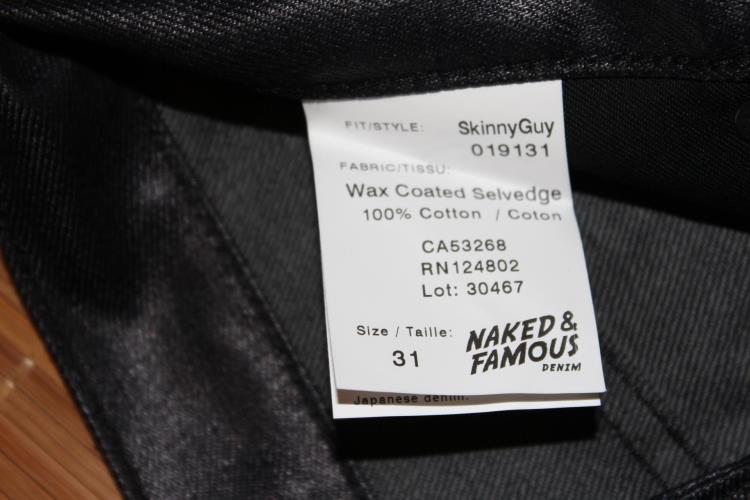 FIT/STYLE: SkinnyGuy
019131
FABRIC/TISSU:
Wax Coated Selvedge
100% Cotton / Coton
CA53268
RN124802
Lot: 30467
Size / Taille:
31
NAKED &
FAMOUS
DENIM
Japanese denim.